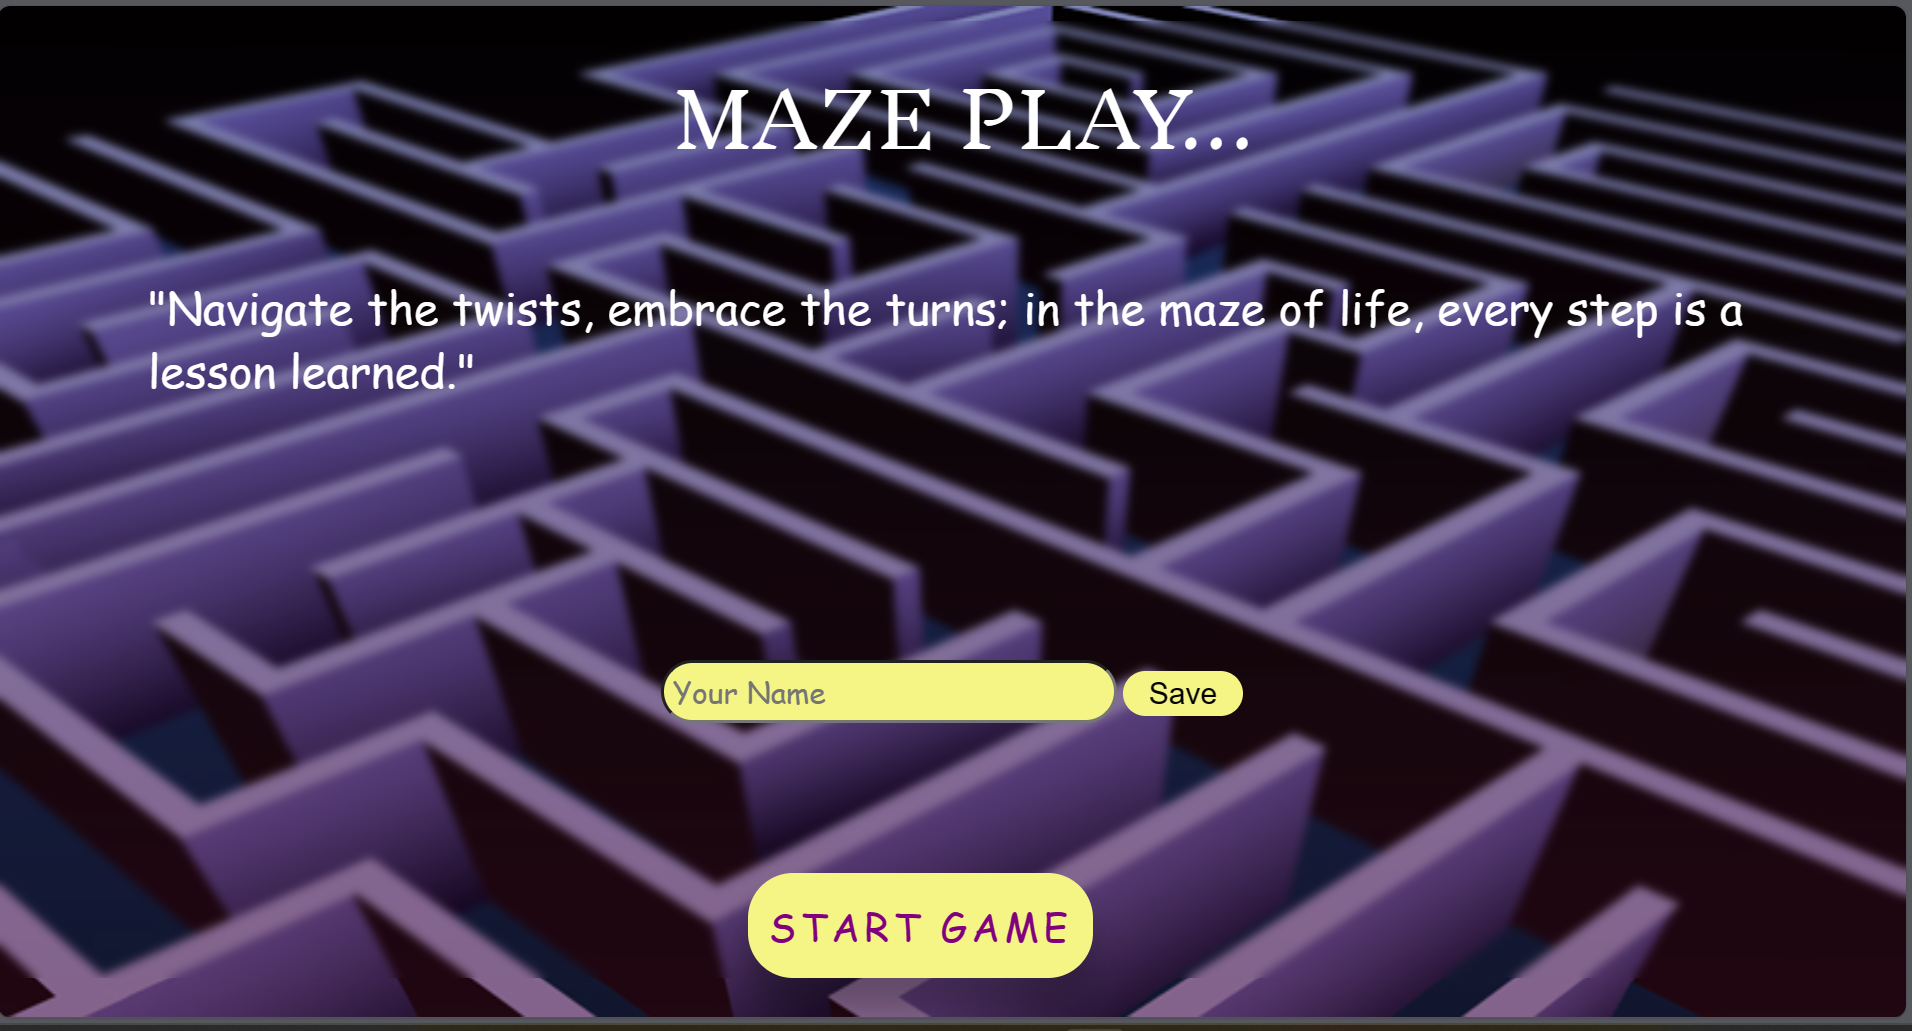 MAZE PLAY...
"Navigate the twists, embrace the turns; in the maze of life, every step is a
lesson learned."
Your Name
Save
START GAME